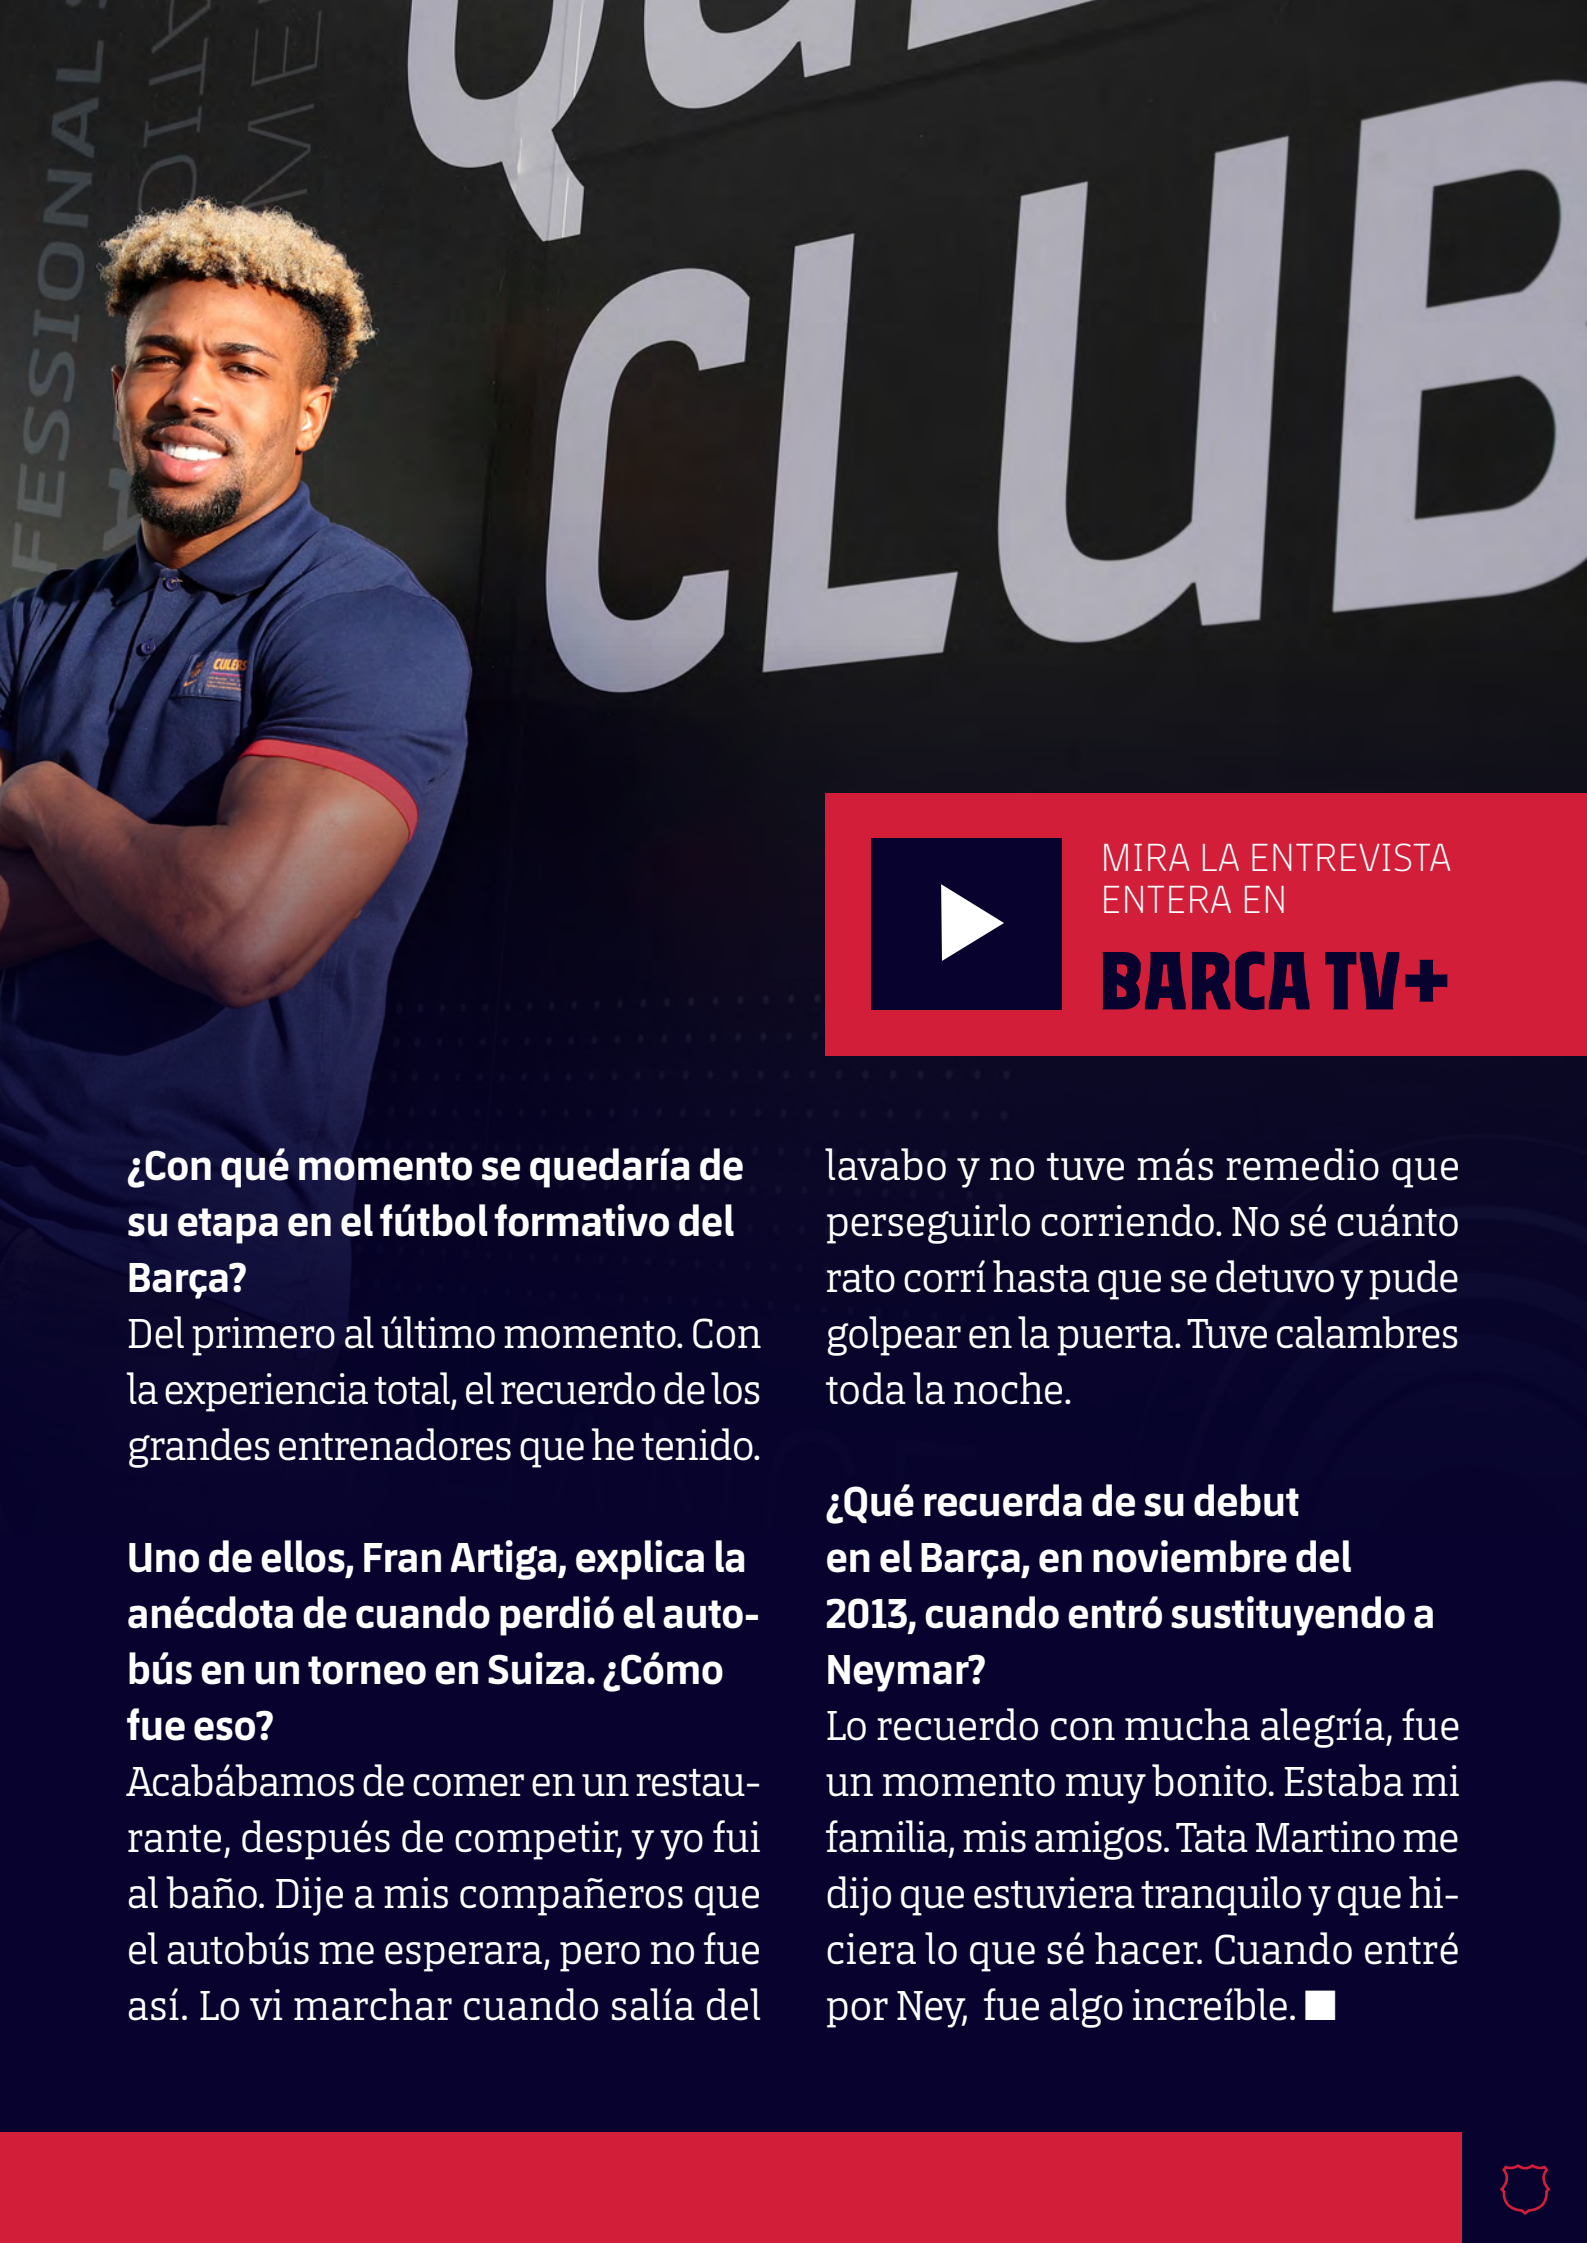 CLUB
CULERS
MIRA LA ENTREVISTA
ENTERA EN
BARCA TV+
¿Con qué momento se quedaría de
su etapa en el fútbol formativo del
Barça?
Del primero al último momento. Con
la experiencia total, el recuerdo de los
grandes entrenadores que he tenido.
Uno de ellos, Fran Artiga, explica la
anécdota de cuando perdió el auto-
bús en un torneo en Suiza. ¿Cómo
fue eso?
Acabábamos de comer en un restau-
rante, después de competir, y yo fui
al baño. Dije a mis compañeros que
el autobús me esperara, pero no fue
así. Lo vi marchar cuando salía del
lavabo y no tuve más remedio que
perseguirlo corriendo. No sé cuánto
rato corrí hasta que se detuvo y pude
golpear en la puerta. Tuve calambres
toda la noche.
¿Qué recuerda de su debut
en el Barça, en noviembre del
2013, cuando entró sustituyendo a
Neymar?
Lo recuerdo con mucha alegría, fue
un momento muy bonito. Estaba mi
familia, mis amigos. Tata Martino me
dijo que estuviera tranquilo y que hi-
ciera lo que sé hacer. Cuando entré
por Ney, fue algo increíble.